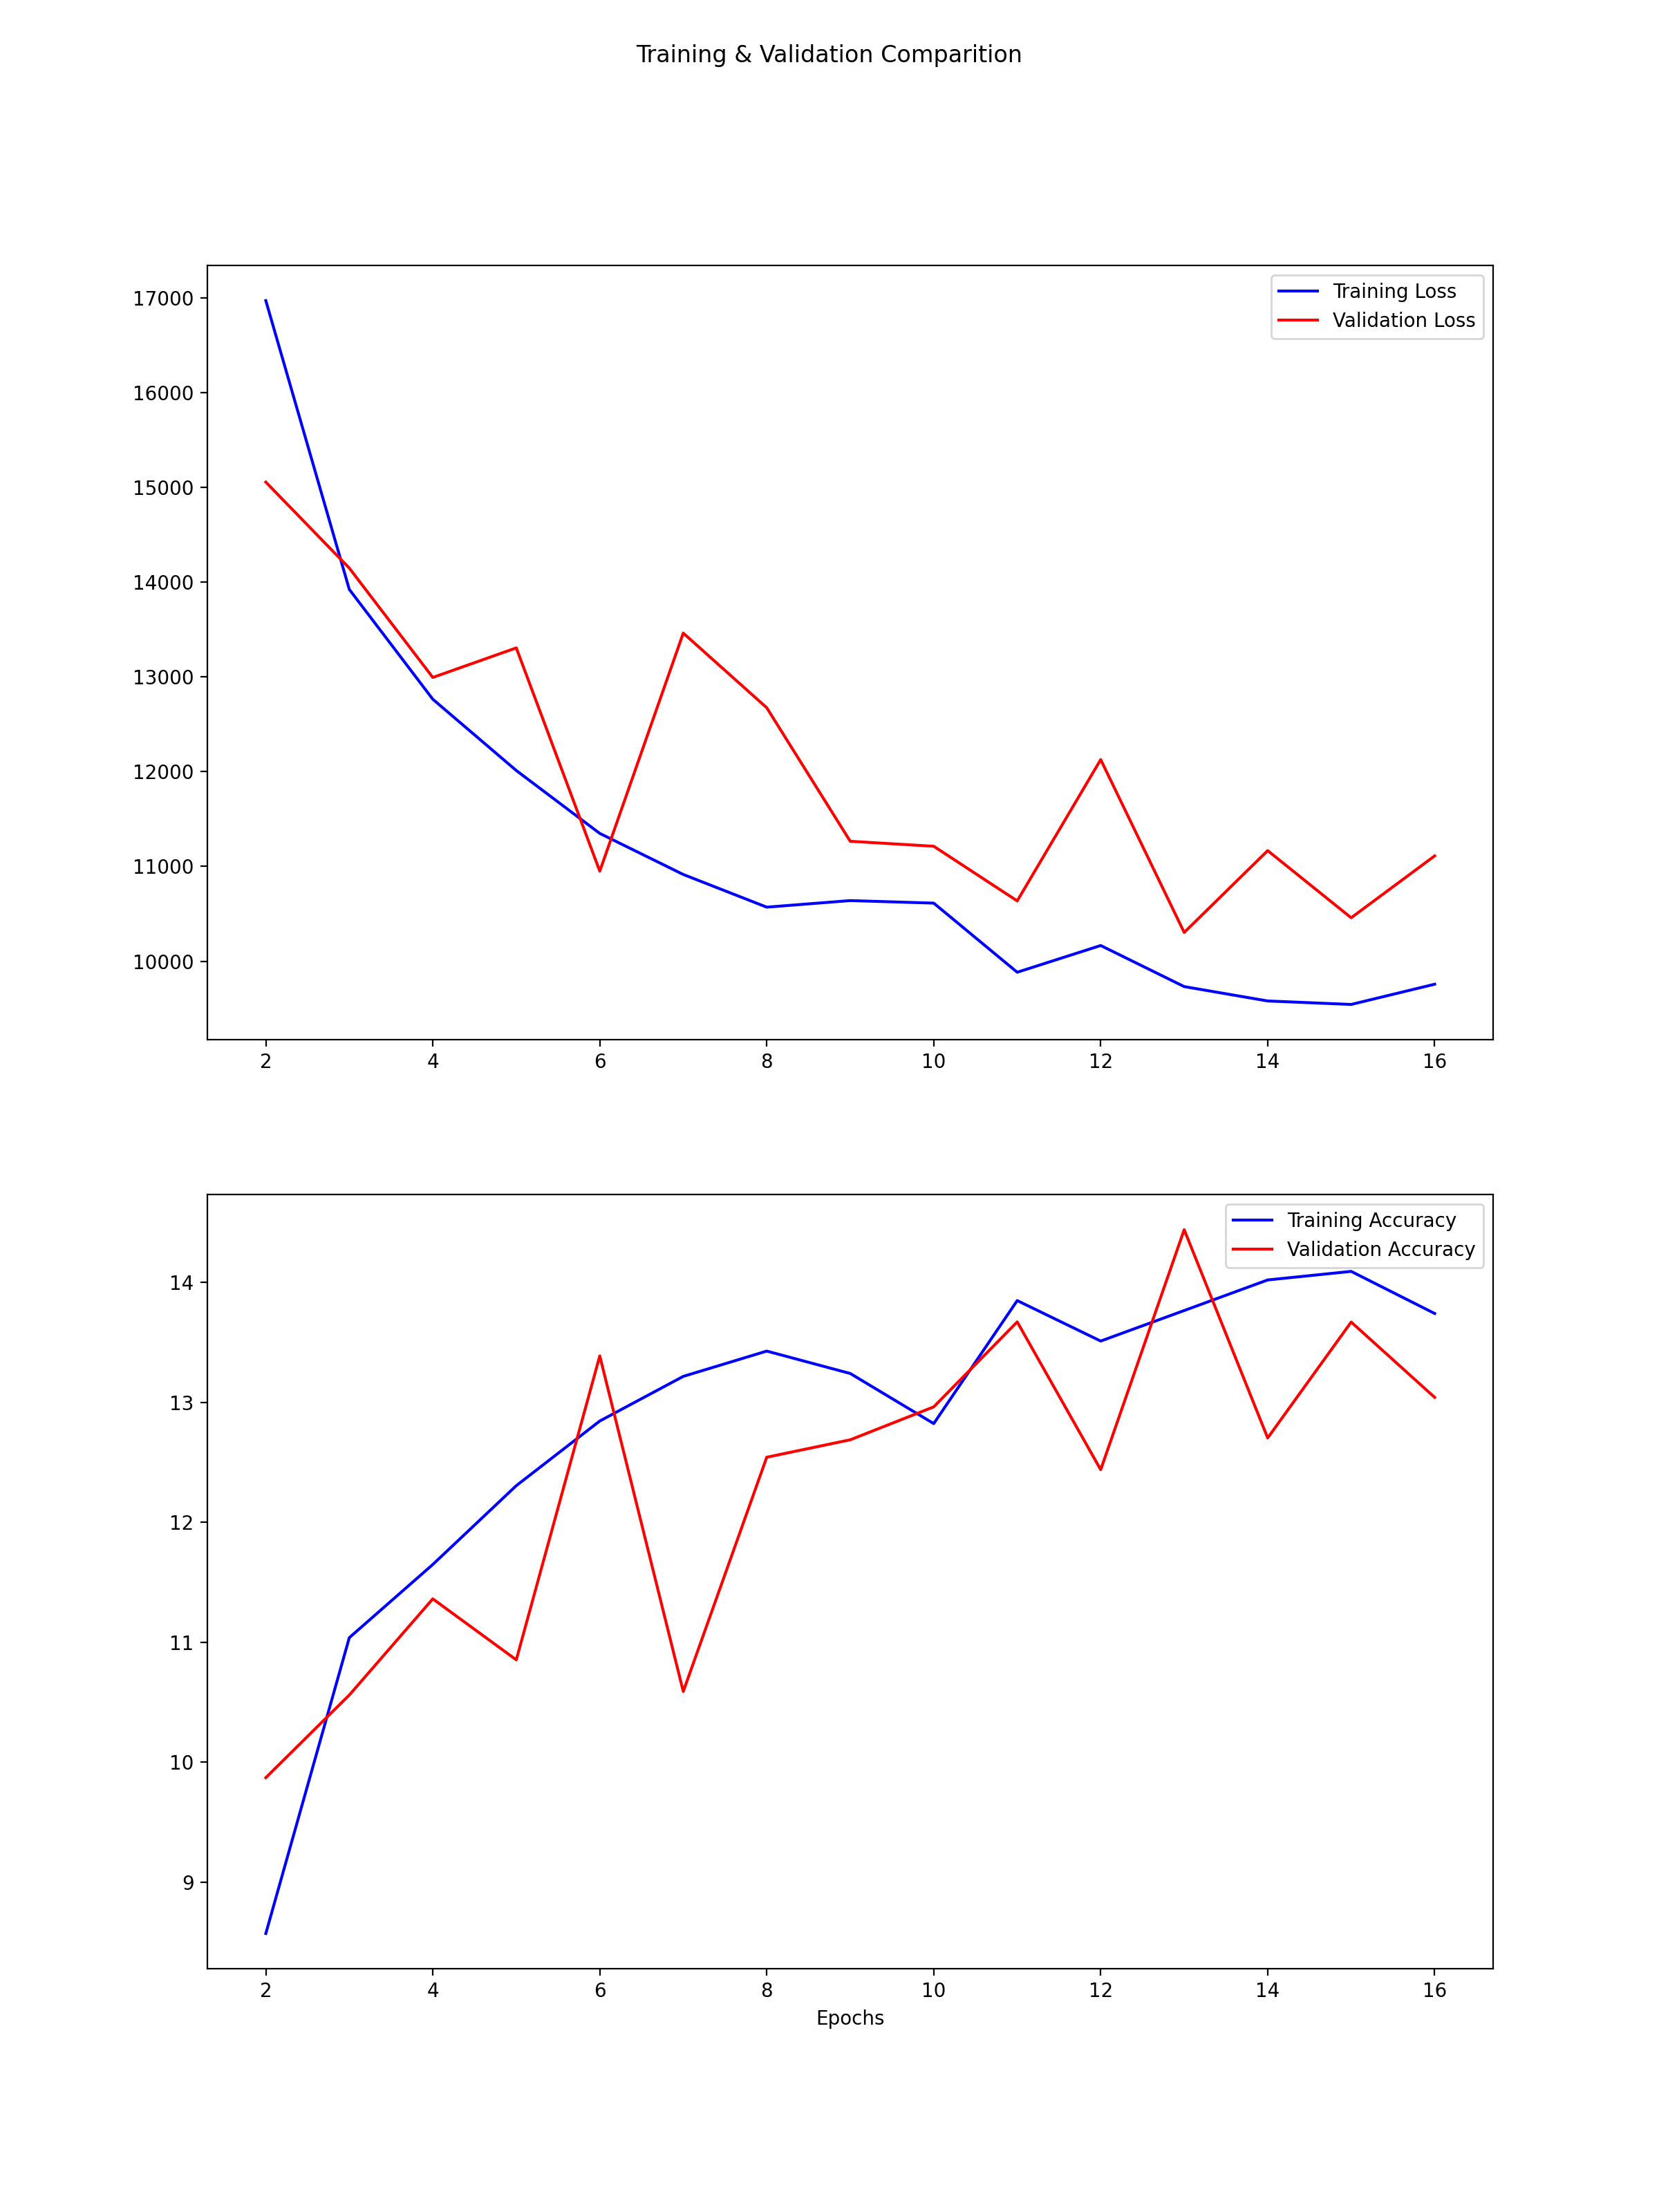 Training & Validation Comparition
Training Loss
Validation Loss
17000
16000
15000
14000
13000
12000
11000
10000
2 4 6 8 10 12 14 16
Training Accuracy
Validation Accuracy
14
13
12
11
10
9
2 4 6 8 10 12 14 16
Epochs